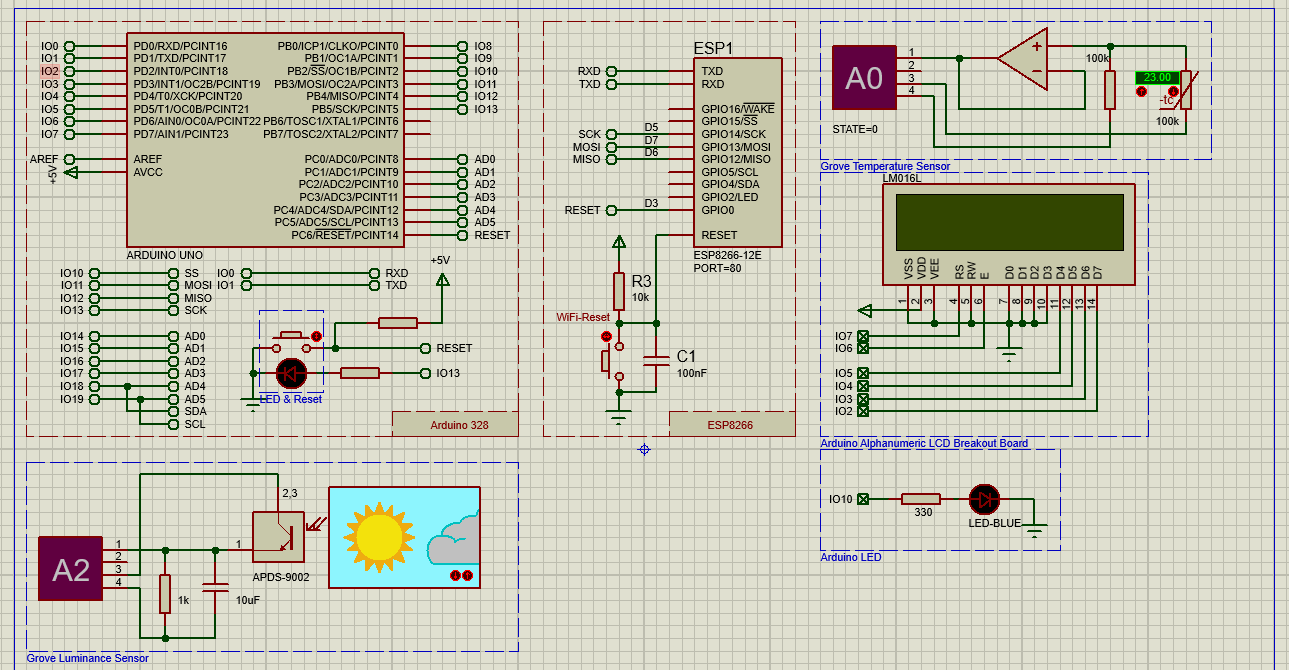 IO0 PD0/RXD/PCINT16 PB0/ICP1/CLKO/PCINT0 IO8
IO1 PD1/TXD/PCINT17 PB1/OC1A/PCINT1 IO9
IO2 PD2/INT0/PCINT18 PB2/SS/OC1B/PCINT2 IO10
IO3 PD3/INT1/OC2B/PCINT19 PB3/MOSI/OC2A/PCINT3 IO11
IO4 PD4/T0/XCK/PCINT20 PB4/MISO/PCINT4 IO12
IO5 PD5/T1/OC0B/PCINT21 PB5/SCK/PCINT5 IO13
IO6 PD6/AIN0/OC0A/PCINT22 PB6/TOSC1/XTAL1/PCINT6
IO7 PD7/AIN1/PCINT23 PB7/TOSC2/XTAL2/PCINT7
AREF AREF PC0/ADC0/PCINT8 AD0
+5V AVCC PC1/ADC1/PCINT9 AD1
PC2/ADC2/PCINT10 AD2
PC3/ADC3/PCINT11 AD3
PC4/ADC4/SDA/PCINT12 AD4
PC5/ADC5/SCL/PCINT13 AD5
PC6/RESET/PCINT14 RESET
ARDUINO UNO
IO10 SS IO0 RXD
IO11 MOSI IO1 TXD
IO12 MISO
IO13 SCK
+5V
IO14 AD0
IO15 AD1
IO16 AD2
IO17 AD3
IO18 AD4
IO19 AD5
SDA
SCL
RESET
IO13
LED & Reset
Arduino 328
ESP1
RXD TXD
TXD RXD
GPIO16/WAKE
GPIO15/SS
SCK D5 GPIO14/SCK
MOSI D7 GPIO13/MOSI
MISO D6 GPIO12/MISO
GPIO5/SCL
GPIO4/SDA
GPIO2/LED
RESET D3 GPIO0
RESET
ESP8266-12E
PORT=80
R3
10k
WiFi-Reset
C1
100nF
ESP8266
A0
1
2
3
4
STATE=0
100k
23.00
-tc
100k
Grove Temperature Sensor
LM016L
VSS VDD VEE RS RW E D0 D1 D2 D3 D4 D5 D6 D7
1 2 3 4 5 6 7 8 9 10 11 12 13 14
IO7
IO6
IO5
IO4
IO3
IO2
Arduino Alphanumeric LCD Breakout Board
IO10
330
LED-BLUE
Arduino LED
A2
1
2
3
4
2,3
1
APDS-9002
1k
10uF
Grove Luminance Sensor